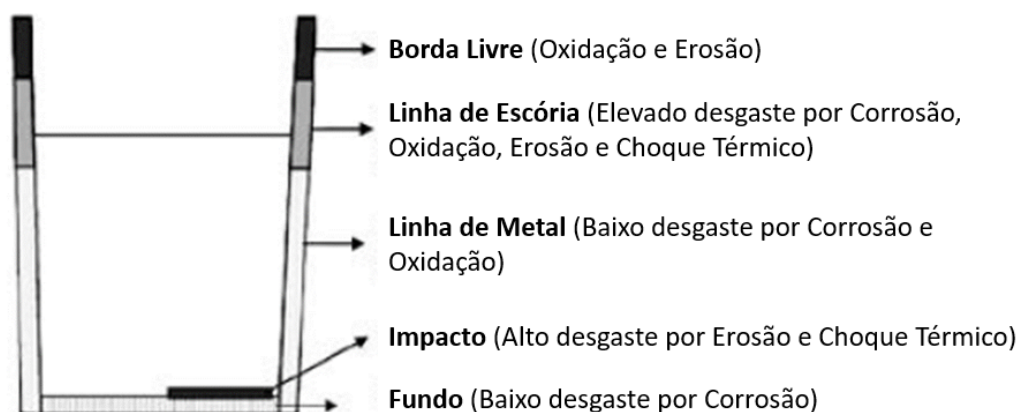 Borda Livre (Oxidação e Erosão)
Linha de Escória (Elevado desgaste por Corrosão,
Oxidação, Erosão e Choque Térmico)
Linha de Metal (Baixo desgaste por Corrosão e
Oxidação)
Impacto (Alto desgaste por Erosão e Choque Térmico)
Fundo (Baixo desgaste por Corrosão)